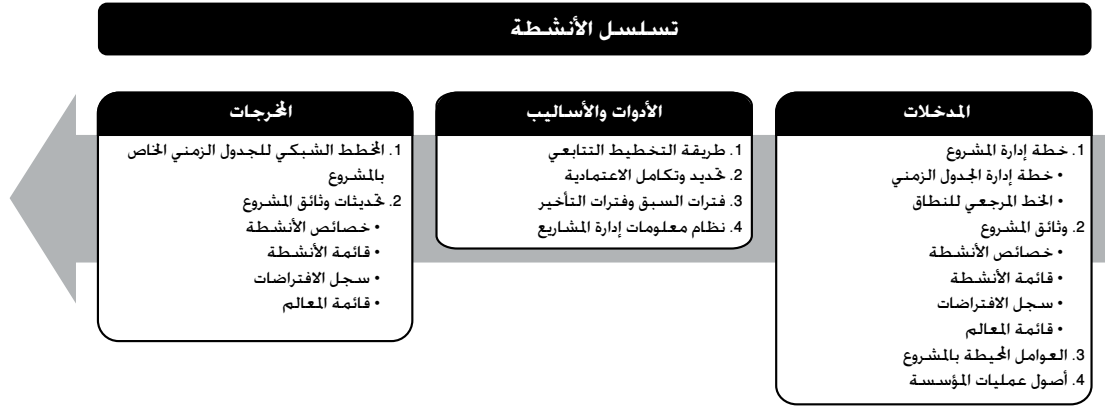 تسلسل الأنشطة
المدخلات
1. خطة إدارة المشروع
• خطة إدارة الجدول الزمني
• الخط المرجعي للنطاق
2. وثائق المشروع
• خصائص الأنشطة
• قائمة الأنشطة
• سجل الافتراضات
• قائمة المعالم
3. العوامل المحيطة بالمشروع
4. أصول عمليات المؤسسة
الأدوات والأساليب
1. طريقة التخطيط التتابعي
2. تحديد وتكامل الاعتمادية
3. فترات السبق وفترات التأخير
4. نظام معلومات إدارة المشاريع
المخرجات
1. المخطط الشبكي للجدول الزمني الخاص
بالمشروع
2. تحديثات وثائق المشروع
• خصائص الأنشطة
• قائمة الأنشطة
• سجل الافتراضات
• قائمة المعالم